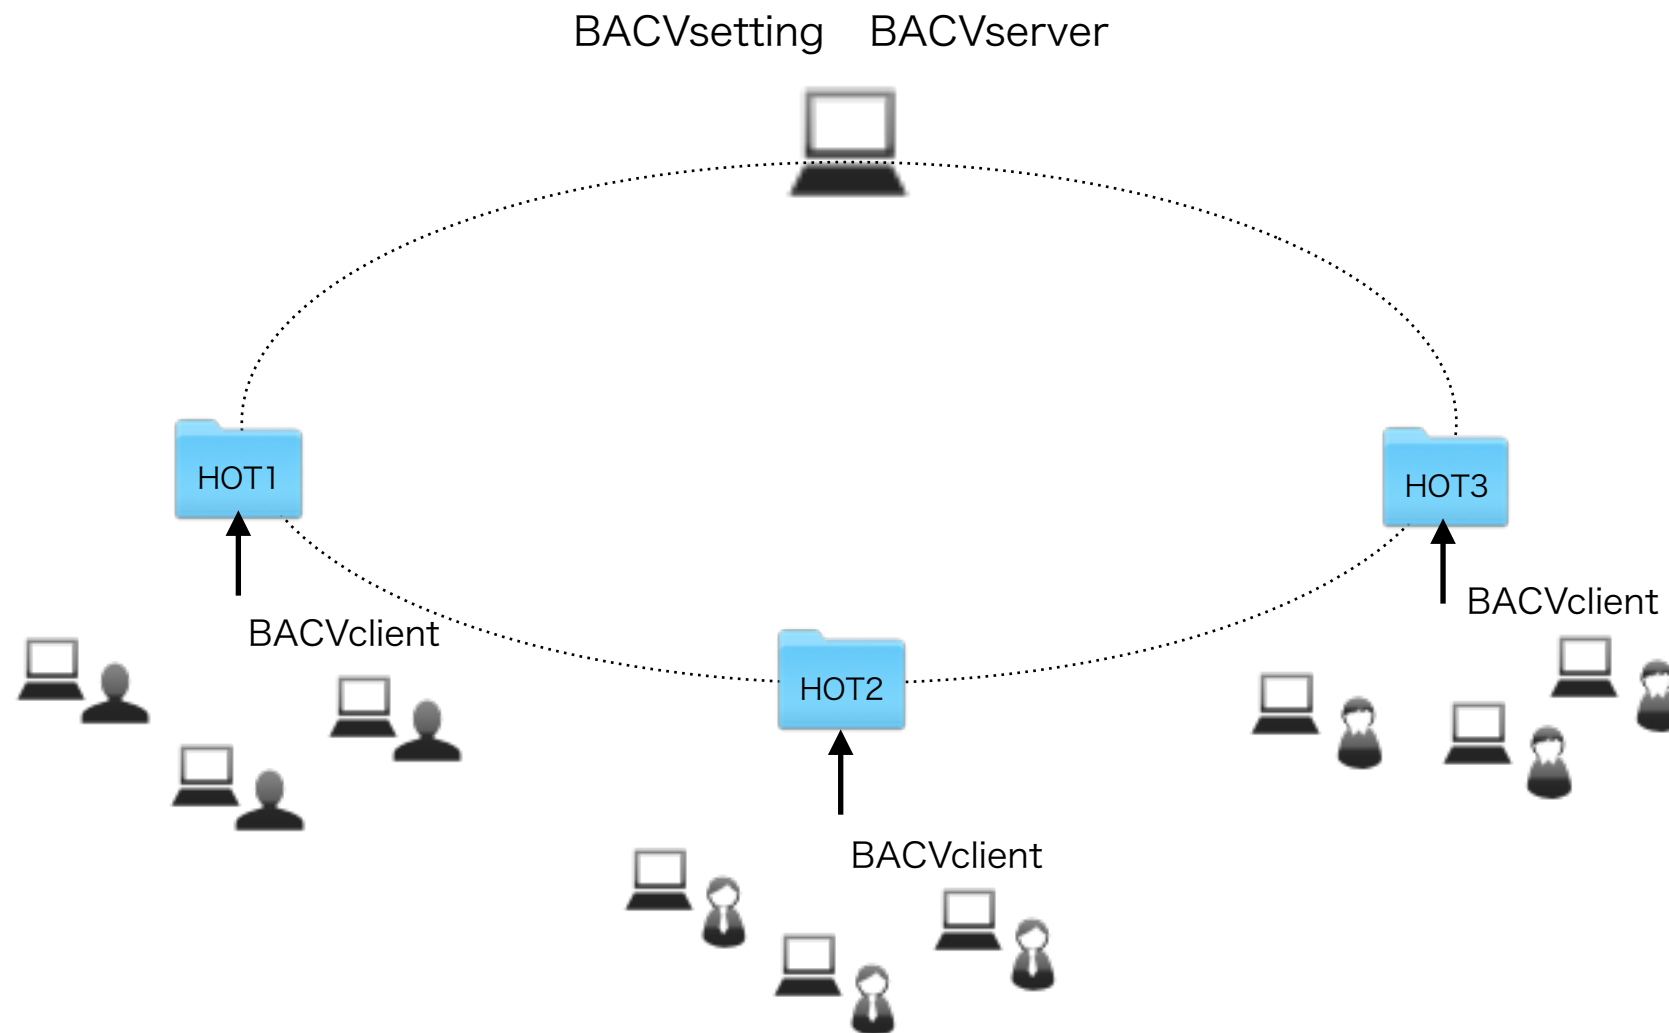 BACVsetting BACVserver
HOT1
HOT3
BACVclient
BACVclient
HOT2
BACVclient